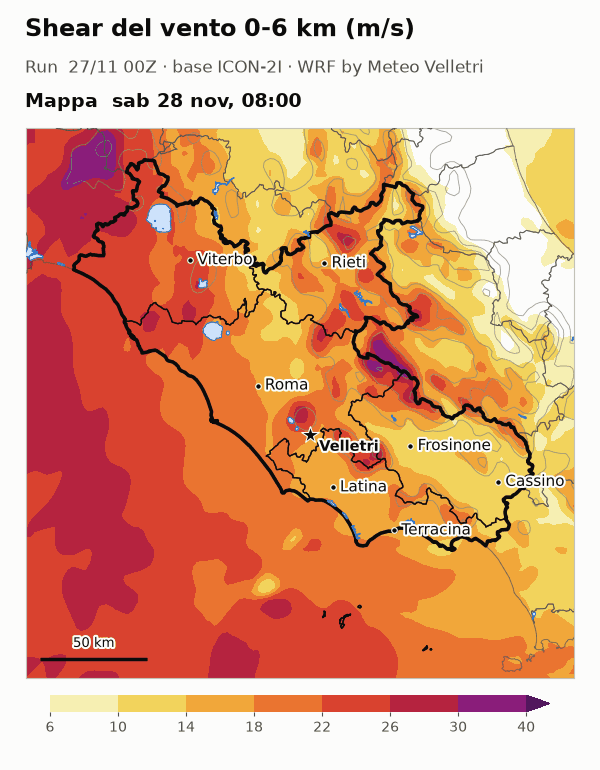 Shear del vento 0-6 km (m/s)
Run  27/11 00Z · base ICON-2I · WRF by Meteo Velletri
Mappa  sab 28 nov, 08:00
Viterbo
Rieti
Roma
Velletri
Frosinone
Latina
Cassino
Terracina
50 km
6 10 14 18 22 26 30 40